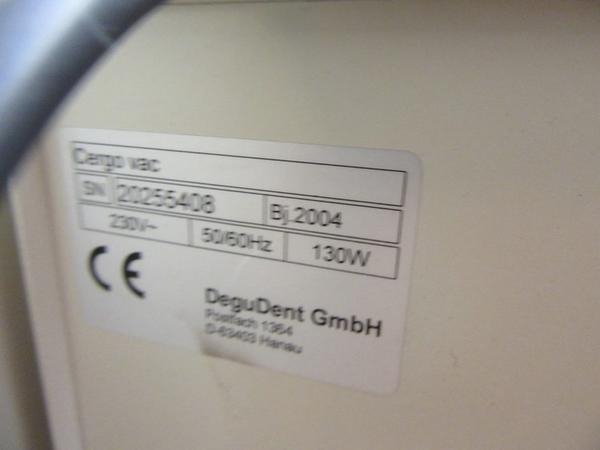 Cergo vac
SN 20255408 Bj.2004
230V~ 50/60Hz 130W
CE
DeguDent GmbH
Postfach 1364
D-63403 Hanau